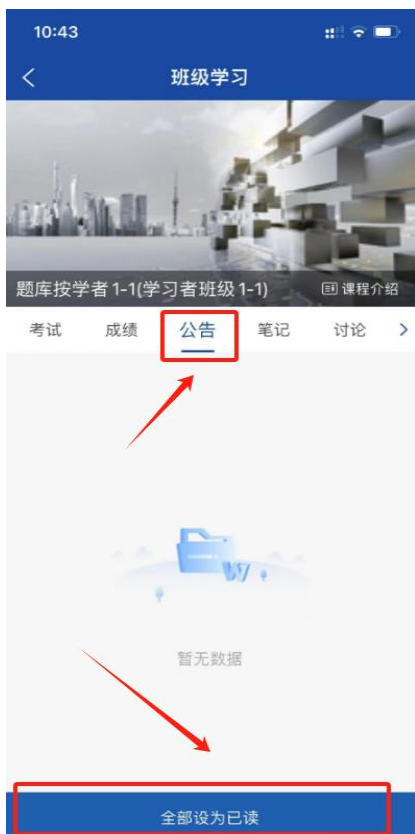 10:43
班级学习
题库按学者1-1(学习者班级1-1)
课程介绍
考试 成绩 公告 笔记 讨论
W
暂无数据
全部设为已读